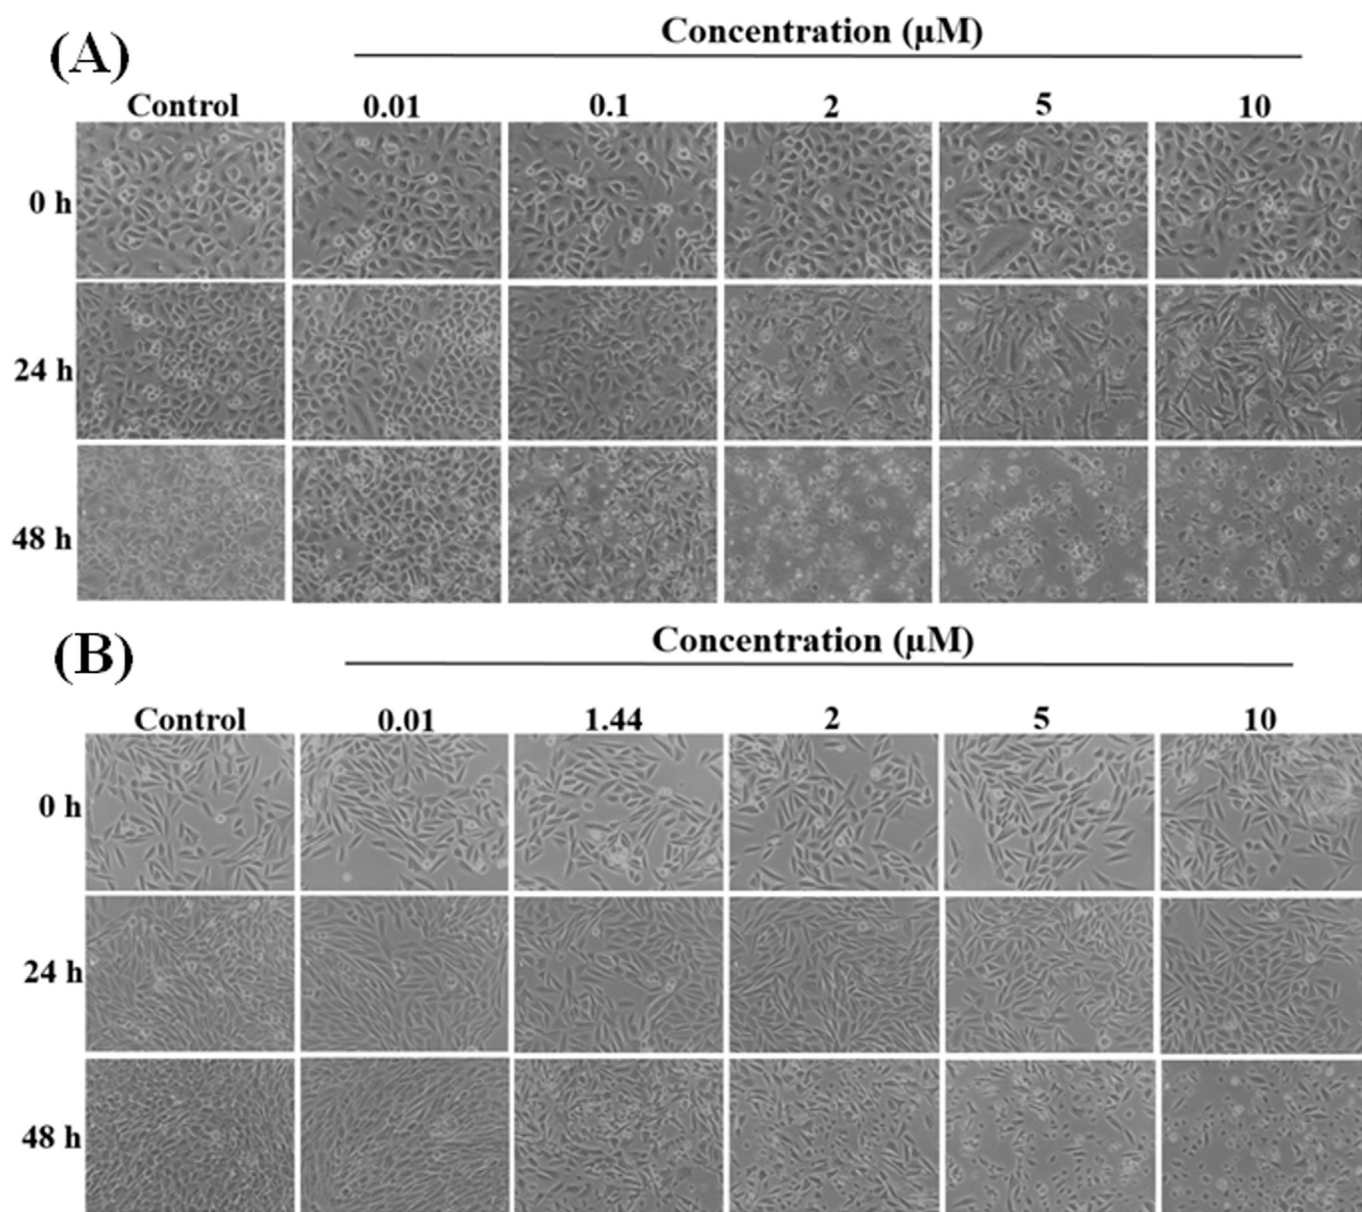 (A)
Concentration (µM)
Control 0.01 0.1 2 5 10
0 h
24 h
48 h
(B)
Concentration (µM)
Control 0.01 1.44 2 5 10
0 h
24 h
48 h